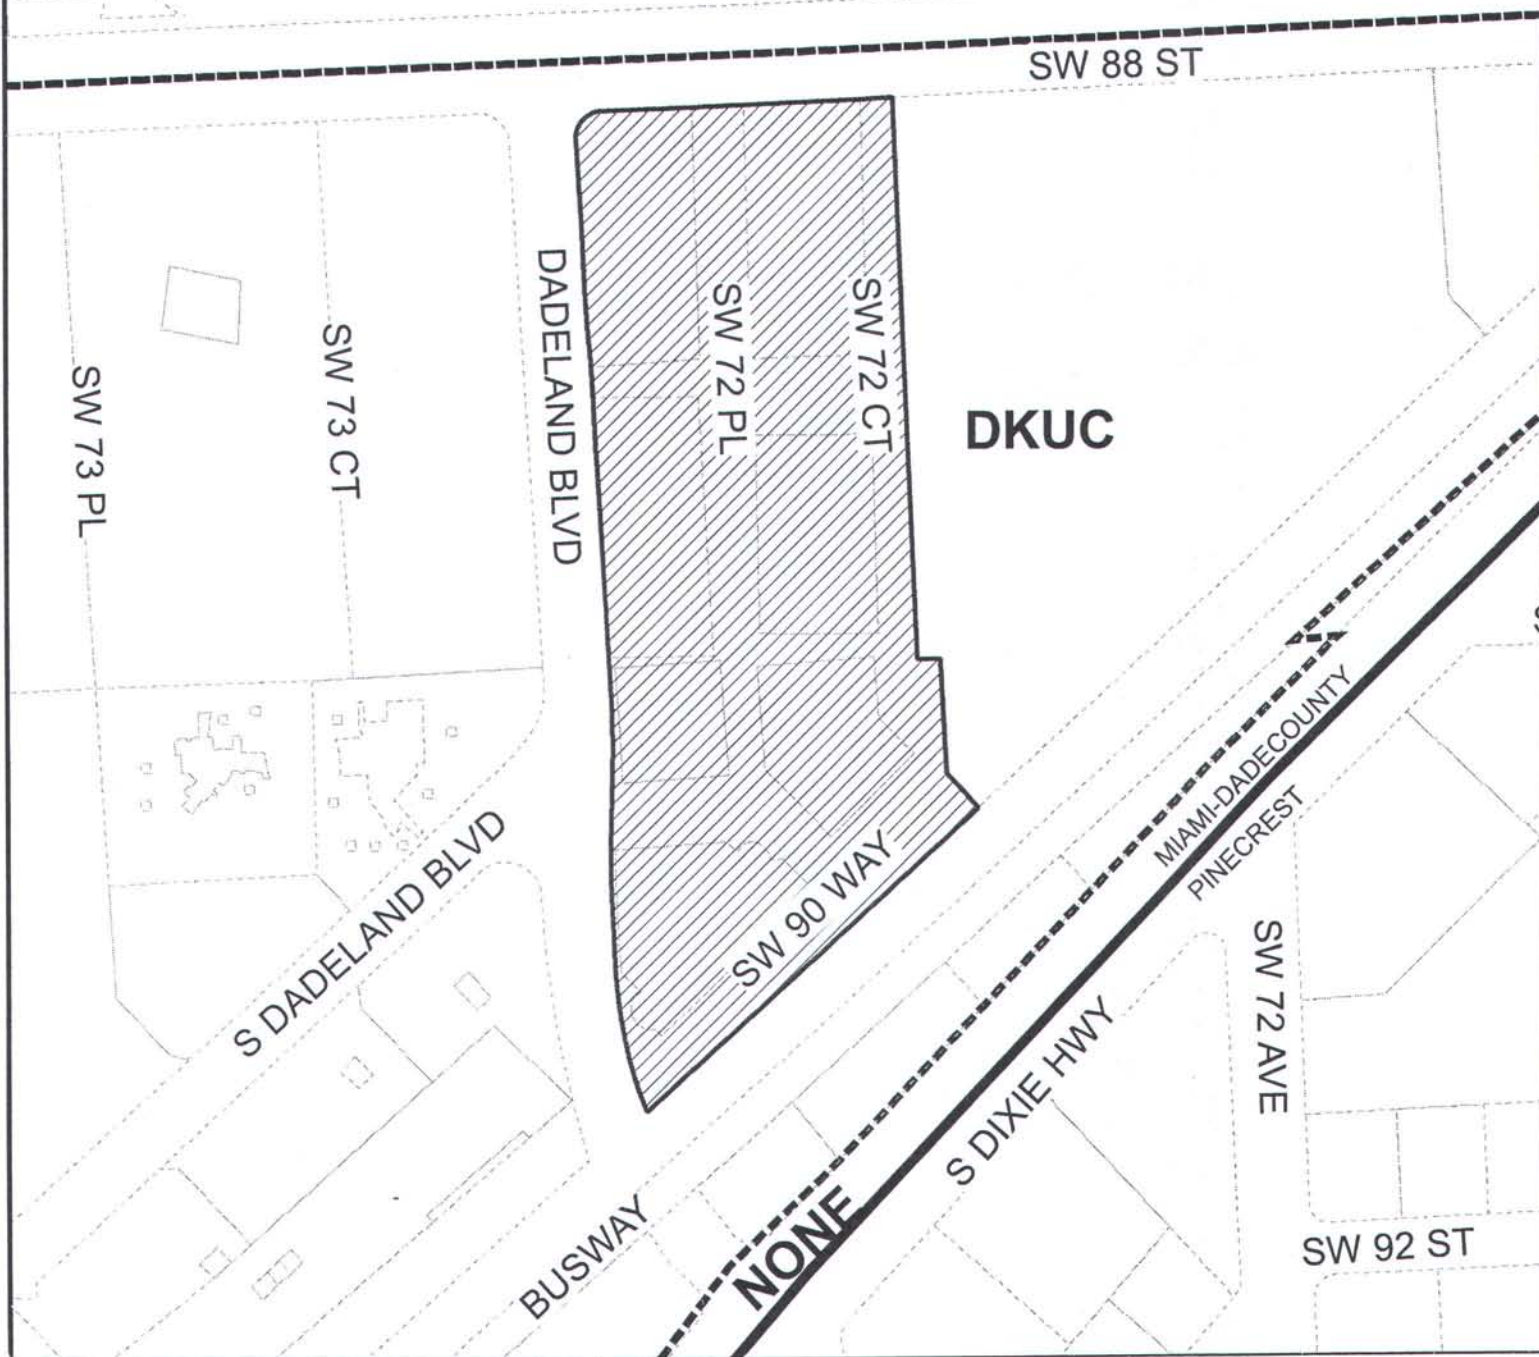 SW 88 ST
DADELAND BLVD
SW 72 PL
SW 72 CT
SW 73 CT
SW 73 PL
DKUC
MIAMI-DADECOUNTY
PINECREST
S DADELAND BLVD
SW 90 WAY
SW 72 AVE
S DIXIE HWY
BUSWAY
NONE
SW 92 ST